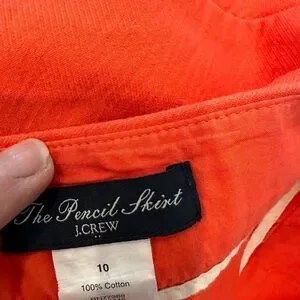 The Pencil Skirt
J.CREW
10
100% Cotton